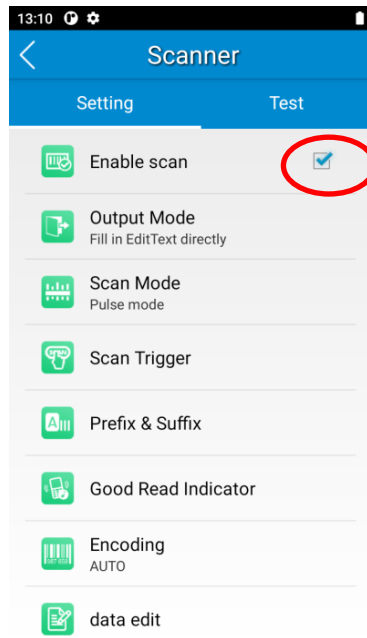 13:10
Scanner
Setting Test
Enable scan
Output Mode
Fill in EditText directly
Scan Mode
Pulse mode
Scan Trigger
Prefix & Suffix
Good Read Indicator
Encoding
AUTO
data edit